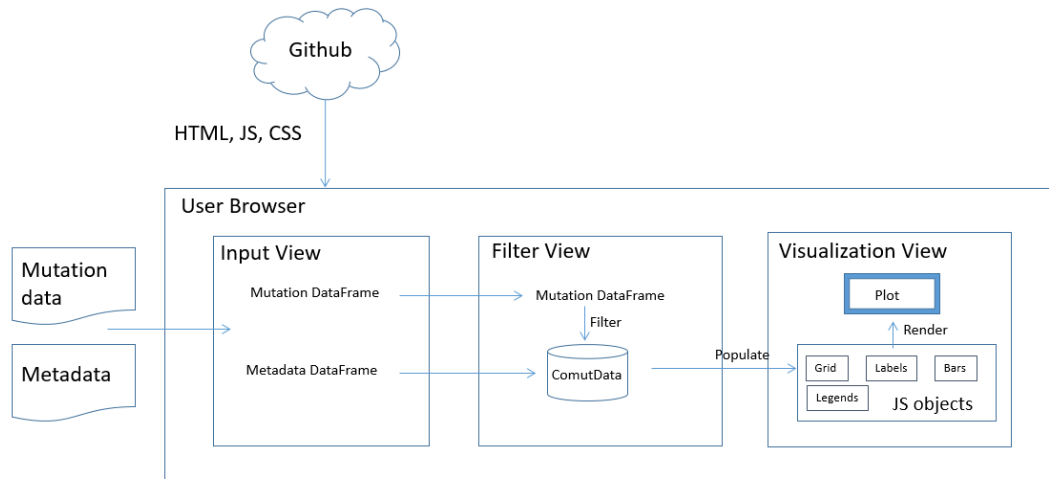 Github
HTML, JS, CSS
User Browser
Mutation
data
Metadata
Input View
Mutation DataFrame
Metadata DataFrame
Filter View
Mutation DataFrame
Filter
ComutData
Populate
Visualization View
Plot
Render
Grid
Labels
Bars
Legends
JS objects